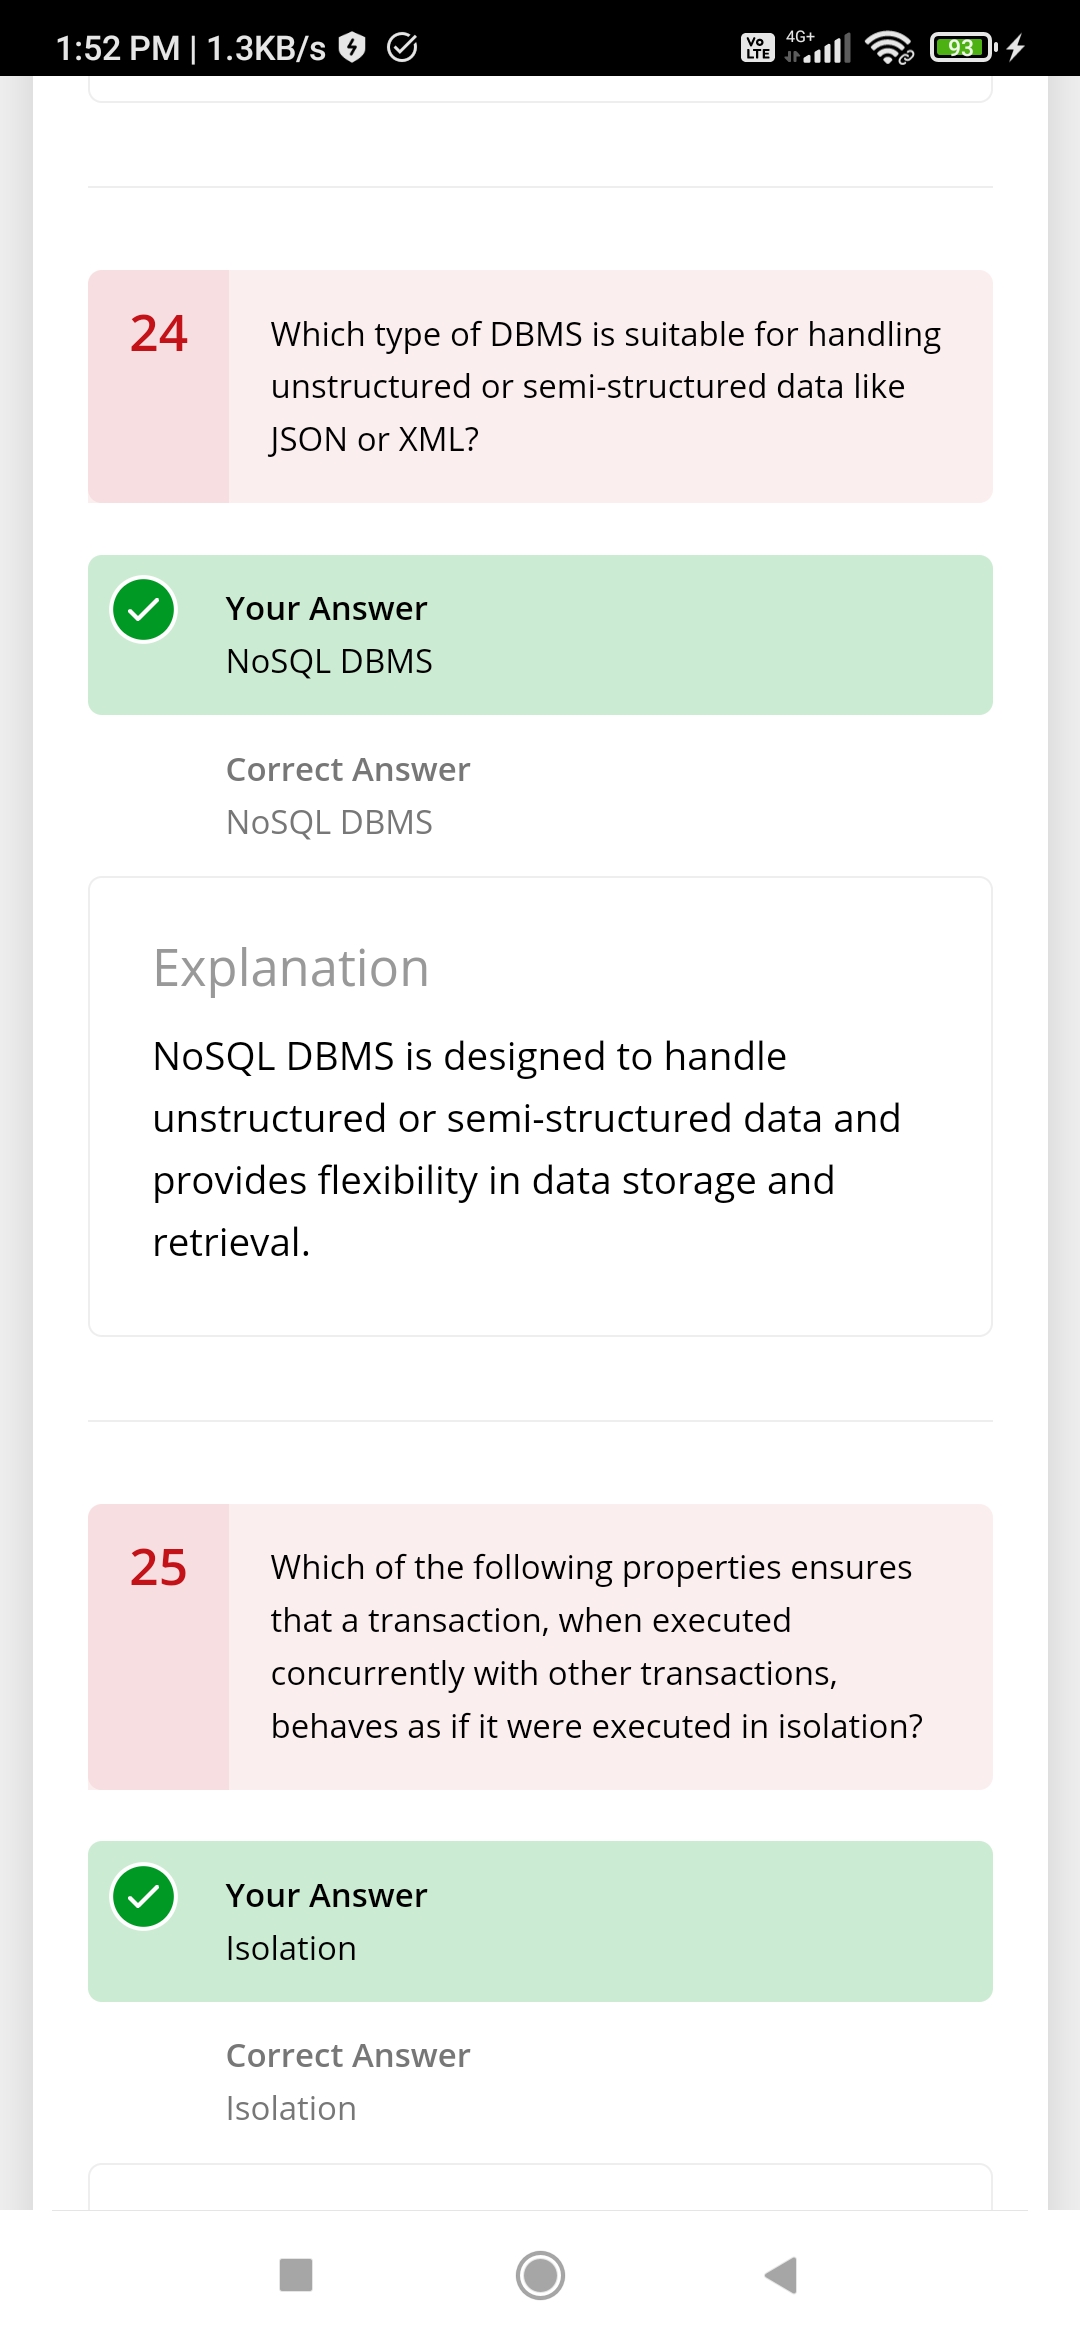 1:52 PM | 1.3KB/s
Vo LTE 4G+ 93
24
Which type of DBMS is suitable for handling
unstructured or semi-structured data like
JSON or XML?
Your Answer
NoSQL DBMS
Correct Answer
NoSQL DBMS
Explanation
NoSQL DBMS is designed to handle
unstructured or semi-structured data and
provides flexibility in data storage and
retrieval.
25
Which of the following properties ensures
that a transaction, when executed
concurrently with other transactions,
behaves as if it were executed in isolation?
Your Answer
Isolation
Correct Answer
Isolation